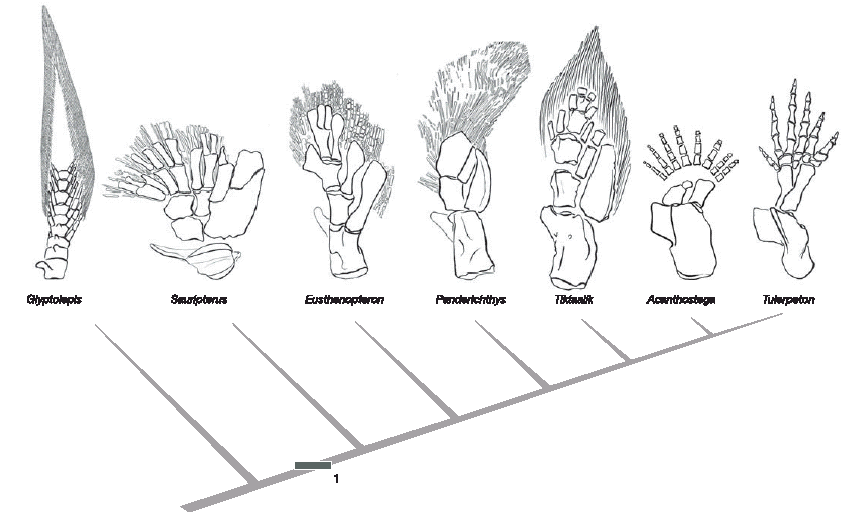 Glyptolepis Sauripterus Eusthenopteron Panderichthys Tiktaalik Acanthostega Tulerpeton
1